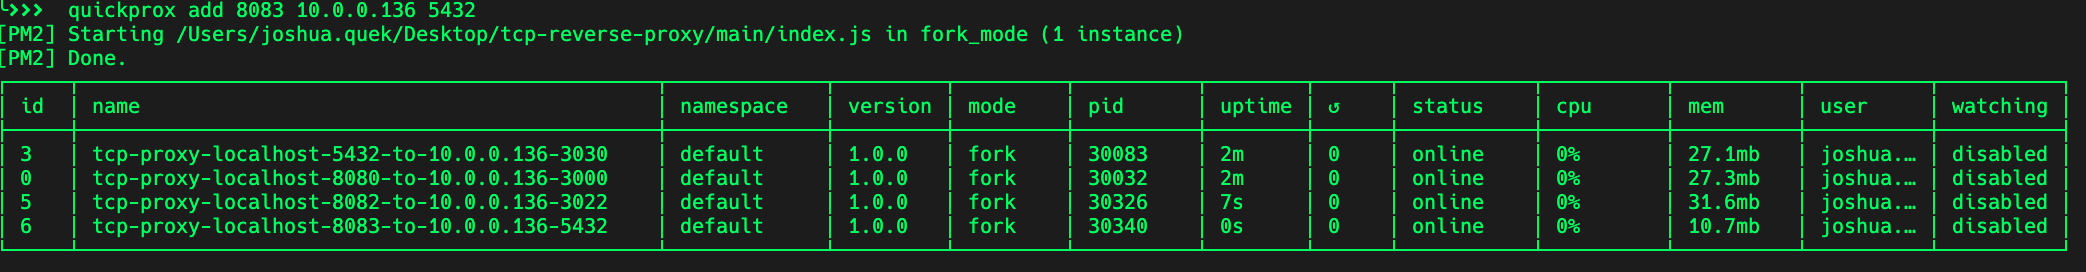 ╰❯❯❯ quickprox add 8083 10.0.0.136 5432
[PM2] Starting /Users/joshua.quek/Desktop/tcp-reverse-proxy/main/index.js in fork_mode (1 instance)
[PM2] Done.
│ id │ name │ namespace │ version │ mode │ pid │ uptime │ ↺ │ status │ cpu │ mem │ user │ watching │
│ 3 │ tcp-proxy-localhost-5432-to-10.0.0.136-3030 │ default │ 1.0.0 │ fork │ 30083 │ 2m │ 0 │ online │ 0% │ 27.1mb │ joshua.… │ disabled │
│ 0 │ tcp-proxy-localhost-8080-to-10.0.0.136-3000 │ default │ 1.0.0 │ fork │ 30032 │ 2m │ 0 │ online │ 0% │ 27.3mb │ joshua.… │ disabled │
│ 5 │ tcp-proxy-localhost-8082-to-10.0.0.136-3022 │ default │ 1.0.0 │ fork │ 30326 │ 7s │ 0 │ online │ 0% │ 31.6mb │ joshua.… │ disabled │
│ 6 │ tcp-proxy-localhost-8083-to-10.0.0.136-5432 │ default │ 1.0.0 │ fork │ 30340 │ 0s │ 0 │ online │ 0% │ 10.7mb │ joshua.… │ disabled │